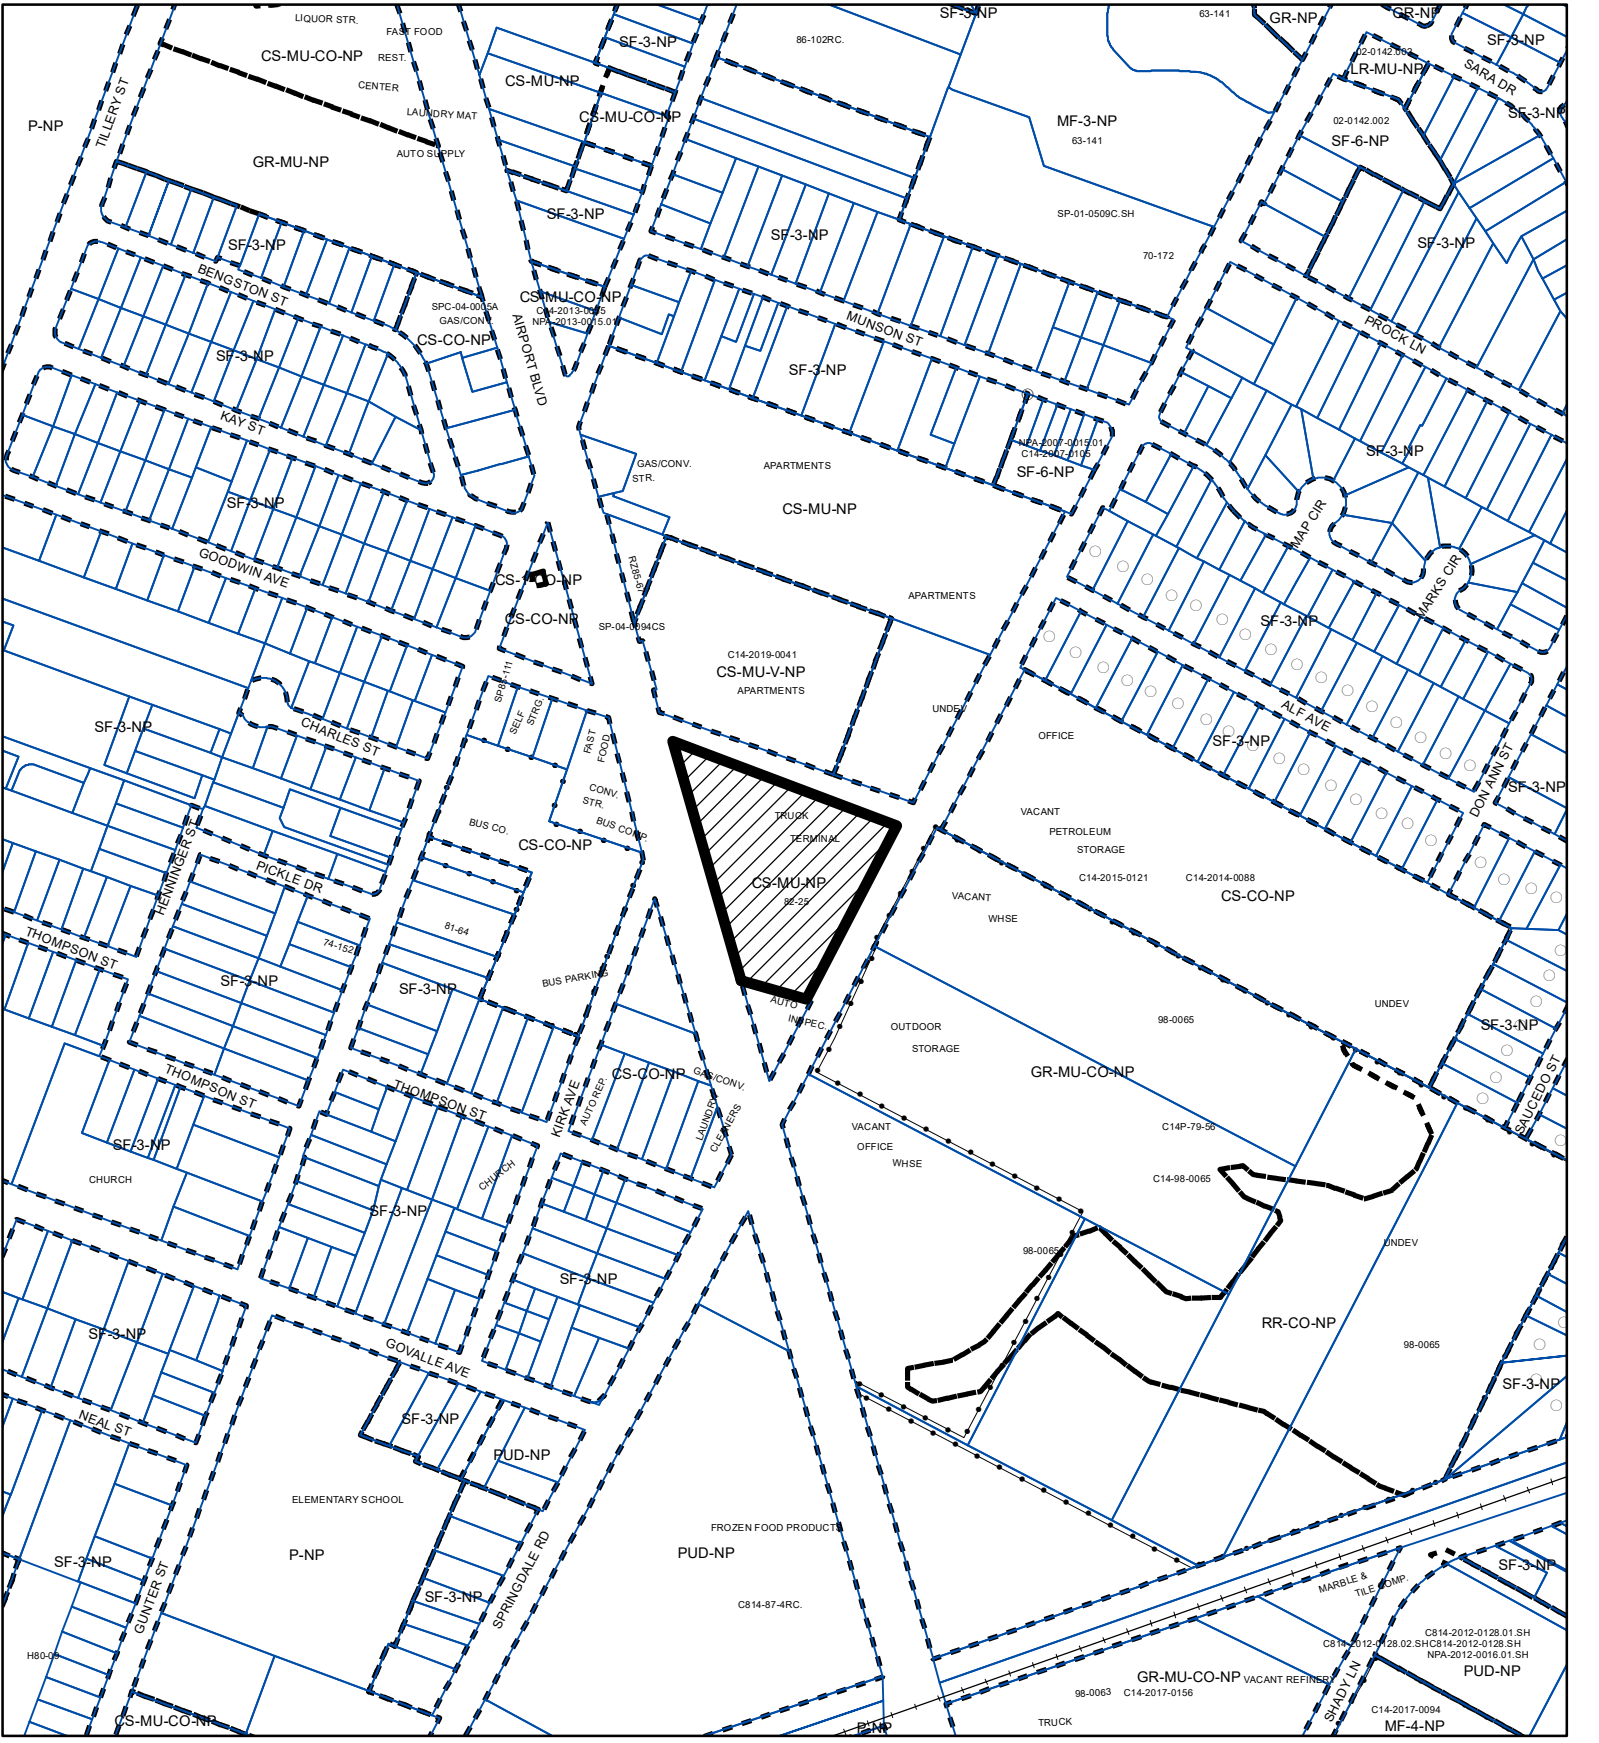 LIQUOR STR.
FAST FOOD
REST.
CS-MU-CO-NP
CENTER
LAUNDRY MAT
AUTO SUPPLY
P-NP
TILLERY ST
GR-MU-NP
SF-3-NP
CS-MU-NP
CS-MU-CO-NP
SF-3-NP
86-102RC.
SF-3-NP
63-141
GR-NP
GR-NP
02-0142.002
LR-MU-NP
SF-3-NP
SARA DR
SF-3-NP
MF-3-NP
63-141
02-0142.002
SF-6-NP
SP-01-0509C.SH
70-172
SF-3-NP
SF-3-NP
SF-3-NP
BENGSTON ST
SPC-04-0005A
GAS/CONV.
CS-CO-NP
CS-MU-CO-NP
NPA-2013-0015.01
AIRPORT BLVD
MUNSON ST
SF-3-NP
PROCK LN
SF-3-NP
KAY ST
SF-3-NP
GAS/CONV.
STR.
APARTMENTS
CS-MU-NP
NPA-2007-0015.01
C14-2007-0105
SF-6-NP
SF-3-NP
MAP CIR
MARKS CIR
GOODWIN AVE
CS-CO-NP
SP-04-0094CS
APARTMENTS
C14-2019-0041
CS-MU-V-NP
APARTMENTS
UNDEV
SF-3-NP
ALF AVE
SF-3-NP
DON ANN ST
SF-3-NP
SF-3-NP
CHARLES ST
SELF
STRG.
FAST
FOOD
CONV.
STR.
BUS COMP.
BUS CO.
CS-CO-NP
TRUCK
TERMINAL
CS-MU-NP
82-25
OFFICE
VACANT
PETROLEUM
STORAGE
C14-2015-0121
C14-2014-0088
CS-CO-NP
VACANT
WHSE
HENNINGER ST
PICKLE DR
THOMPSON ST
74-152
81-64
SF-3-NP
SF-3-NP
BUS PARKING
AUTO
INSPEC.
OUTDOOR
STORAGE
98-0065
UNDEV
SF-3-NP
SAUCEDO ST
GR-MU-CO-NP
THOMPSON ST
THOMPSON ST
KIRK AVE
AUTO REP.
CS-CO-NP
GAS/CONV.
LAUNDRY
CLEANERS
SF-3-NP
CHURCH
CHURCH
SF-3-NP
VACANT
OFFICE
WHSE
C14P-79-56
C14-98-0065
98-0065
UNDEV
SF-3-NP
SF-3-NP
RR-CO-NP
98-0065
SF-3-NP
GOVALLE AVE
NEAL ST
SF-3-NP
PUD-NP
ELEMENTARY SCHOOL
P-NP
SF-3-NP
GUNTER ST
SF-3-NP
SPRINGDALE RD
FROZEN FOOD PRODUCTS
PUD-NP
C814-87-4RC.
MARBLE &
TILE COMP.
SF-3-NP
H80-09
C814-2012-0128.01.SH
C814-2012-0128.02.SH
C814-2012-0128.SH
NPA-2012-0016.01.SH
PUD-NP
GR-MU-CO-NP
VACANT REFINERY
98-0063
C14-2017-0156
SHADY LN
C14-2017-0094
MF-4-NP
TRUCK
P-NP
CS-MU-CO-NP